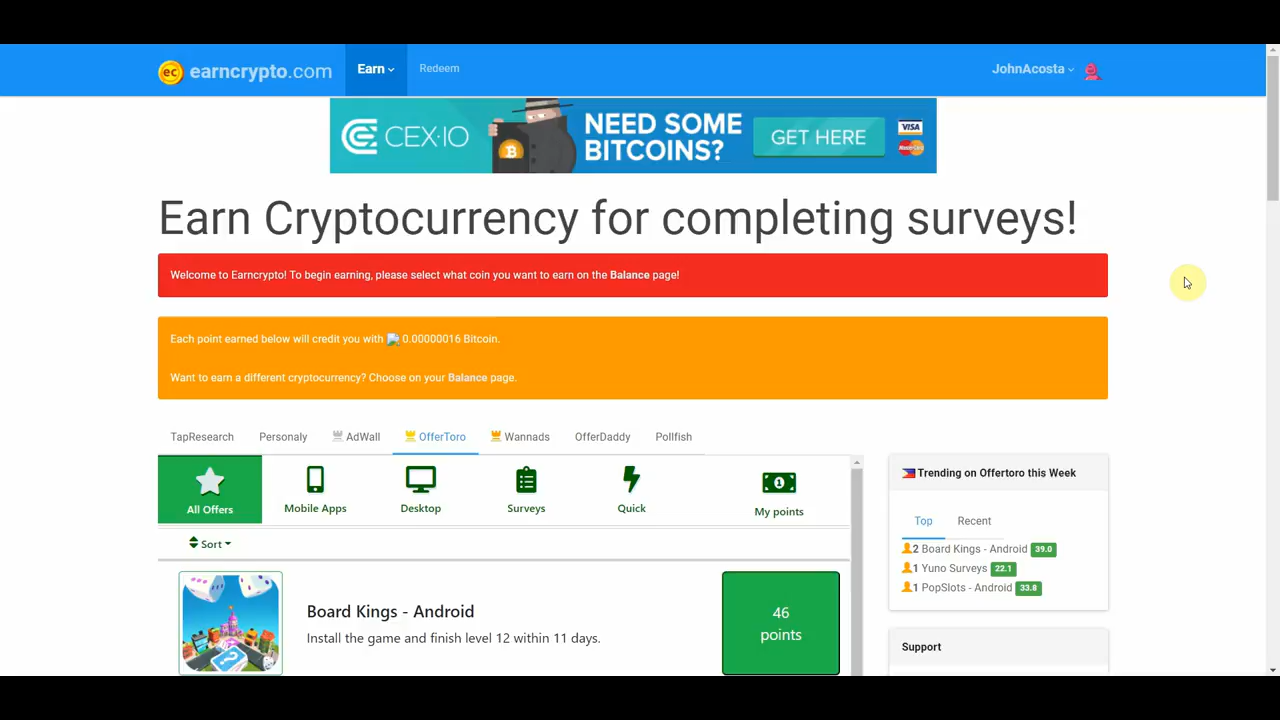 ec earncrypto.com
Earn
Redeem
JohnAcosta
CEX·IO
NEED SOME
BITCOINS?
GET HERE
VISA
MasterCard
Earn Cryptocurrency for completing surveys!
Welcome to Earncrypto! To begin earning, please select what coin you want to earn on the Balance page!
Each point earned below will credit you with 0.00000016 Bitcoin.
Want to earn a different cryptocurrency? Choose on your Balance page.
TapResearch
Personaly
AdWall
OfferToro
Wannads
OfferDaddy
Pollfish
All Offers
Mobile Apps
Desktop
Surveys
Quick
My points
Sort
Board Kings - Android
Install the game and finish level 12 within 11 days.
46
points
Trending on Offertoro this Week
Top
Recent
2 Board Kings - Android 39.0
1 Yuno Surveys 22.1
1 PopSlots - Android 33.8
Support